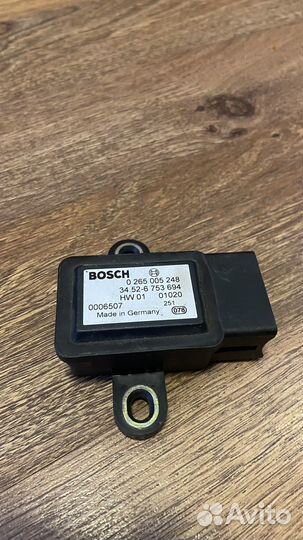 BOSCH
0 265 005 248
34.52-6 753 694
HW 01 01020
0006507 251
Made in Germany 078
Avito